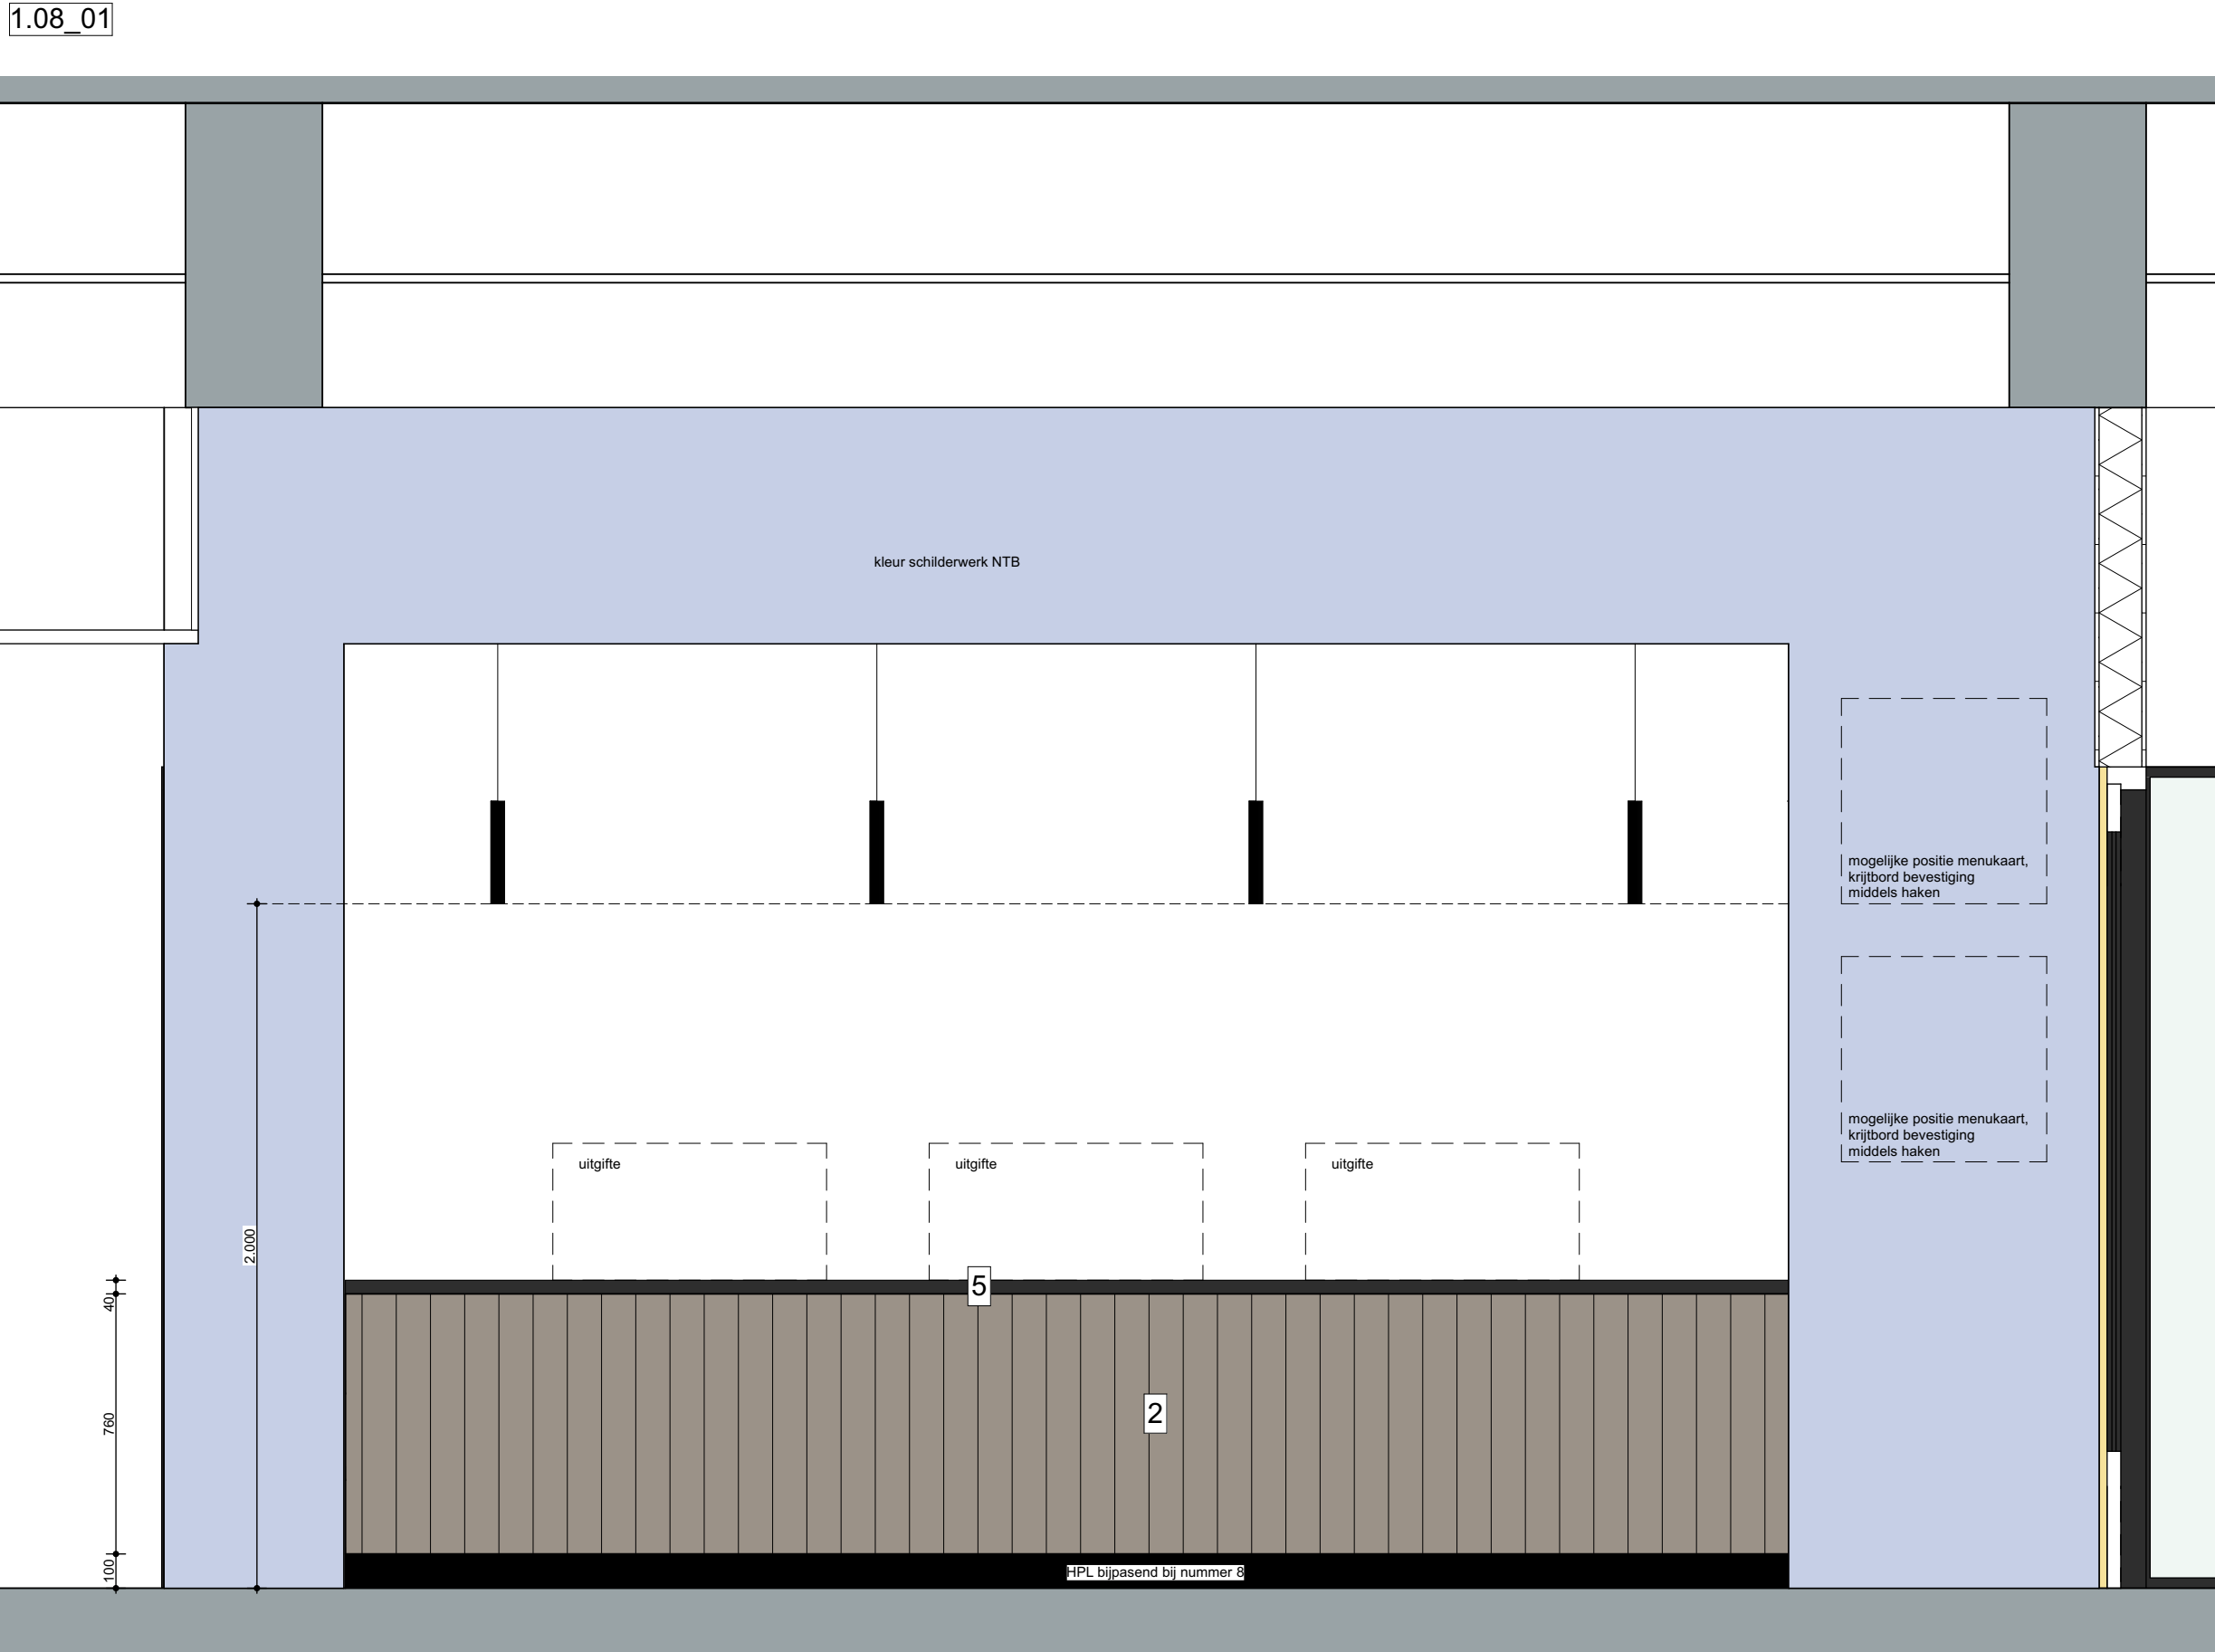 1.08_01
kleur schilderwerk NTB
mogelijke positie menukaart,
krijtbord bevestiging
middels haken
mogelijke positie menukaart,
krijtbord bevestiging
middels haken
uitgifte
uitgifte
uitgifte
2.000
5
40
2
760
100
HPL bijpasend bij nummer 8